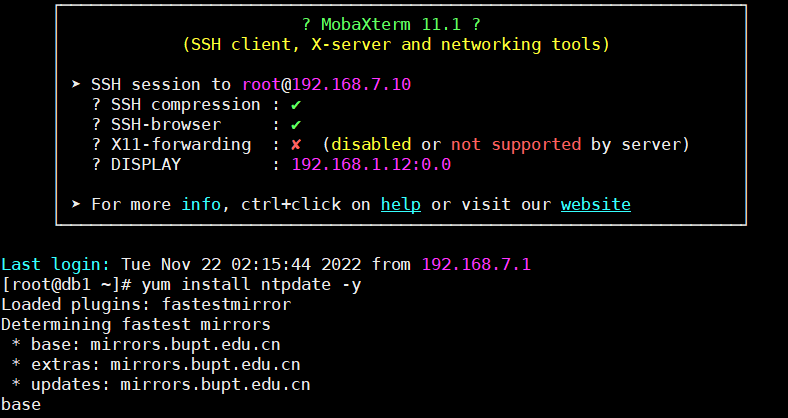 ? MobaXterm 11.1 ?
(SSH client, X-server and networking tools)
➤ SSH session to root@192.168.7.10
? SSH compression : ✔
? SSH-browser     : ✔
? X11-forwarding  : ✘  (disabled or not supported by server)
? DISPLAY         : 192.168.1.12:0.0
➤ For more info, ctrl+click on help or visit our website
Last login: Tue Nov 22 02:15:44 2022 from 192.168.7.1
[root@db1 ~]# yum install ntpdate -y
Loaded plugins: fastestmirror
Determining fastest mirrors
 * base: mirrors.bupt.edu.cn
 * extras: mirrors.bupt.edu.cn
 * updates: mirrors.bupt.edu.cn
base